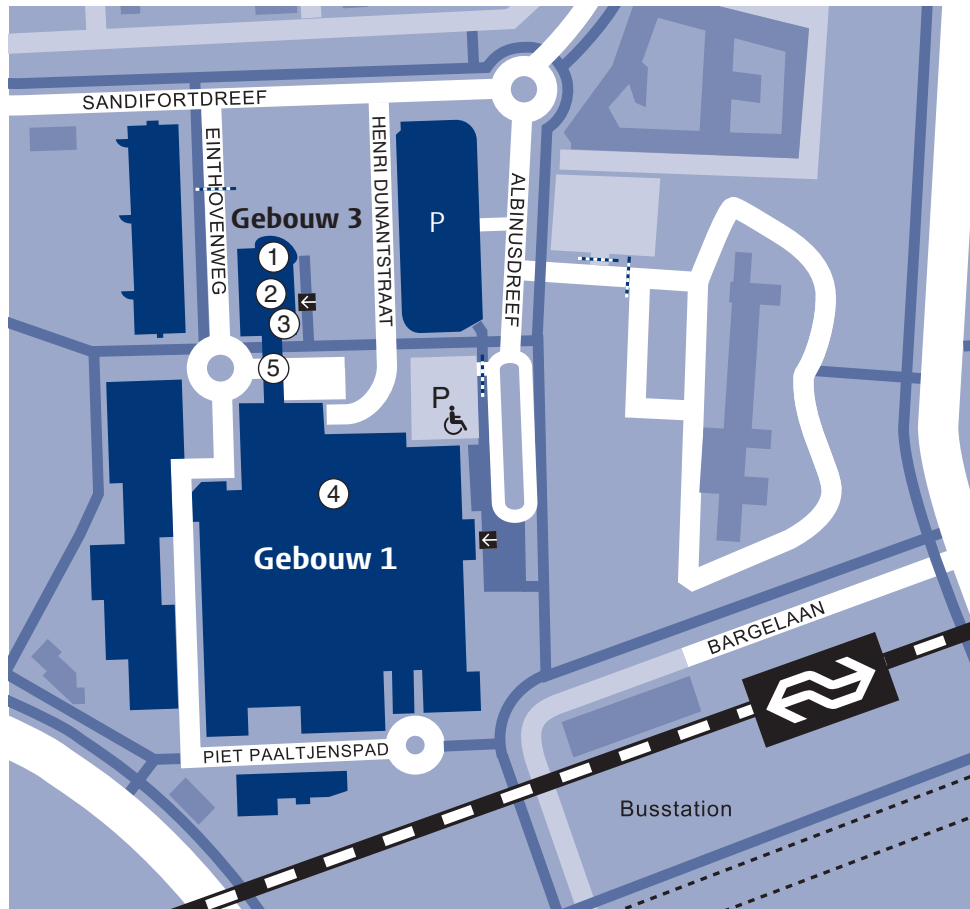 SANDIFORTDREEF
EINTHOVENWEG
HENRI DUNANTSTRAAT
ALBINUSDREEF
Gebouw 3
P
1
2
3
5
P
4
Gebouw 1
BARGELAAN
PIET PAALTJENSPAD
Busstation